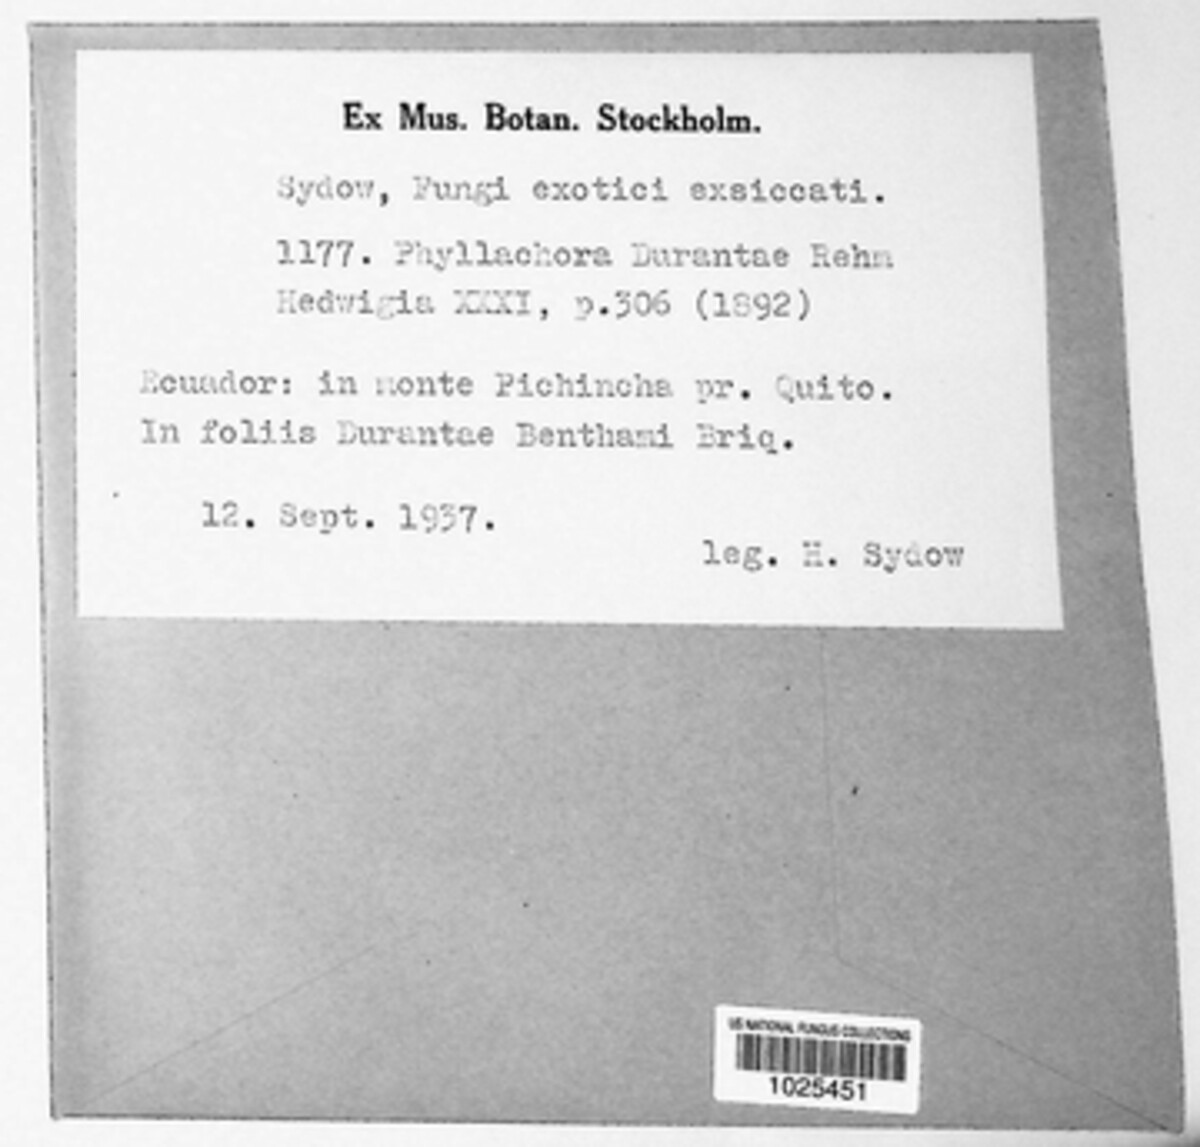 Ex Mus. Botan. Stockholm.
Sydow, Fungi exotici exsiccati.
1177. Phyllachora Durantae Rehm
Hedwigia XXXI, p.306 (1892)
Ecuador: in monte Pichincha pr. Quito.
In foliis Durantae Benthami Briq.
12. Sept. 1937.
leg. H. Sydow
US NATIONAL FUNGUS COLLECTIONS
1025451